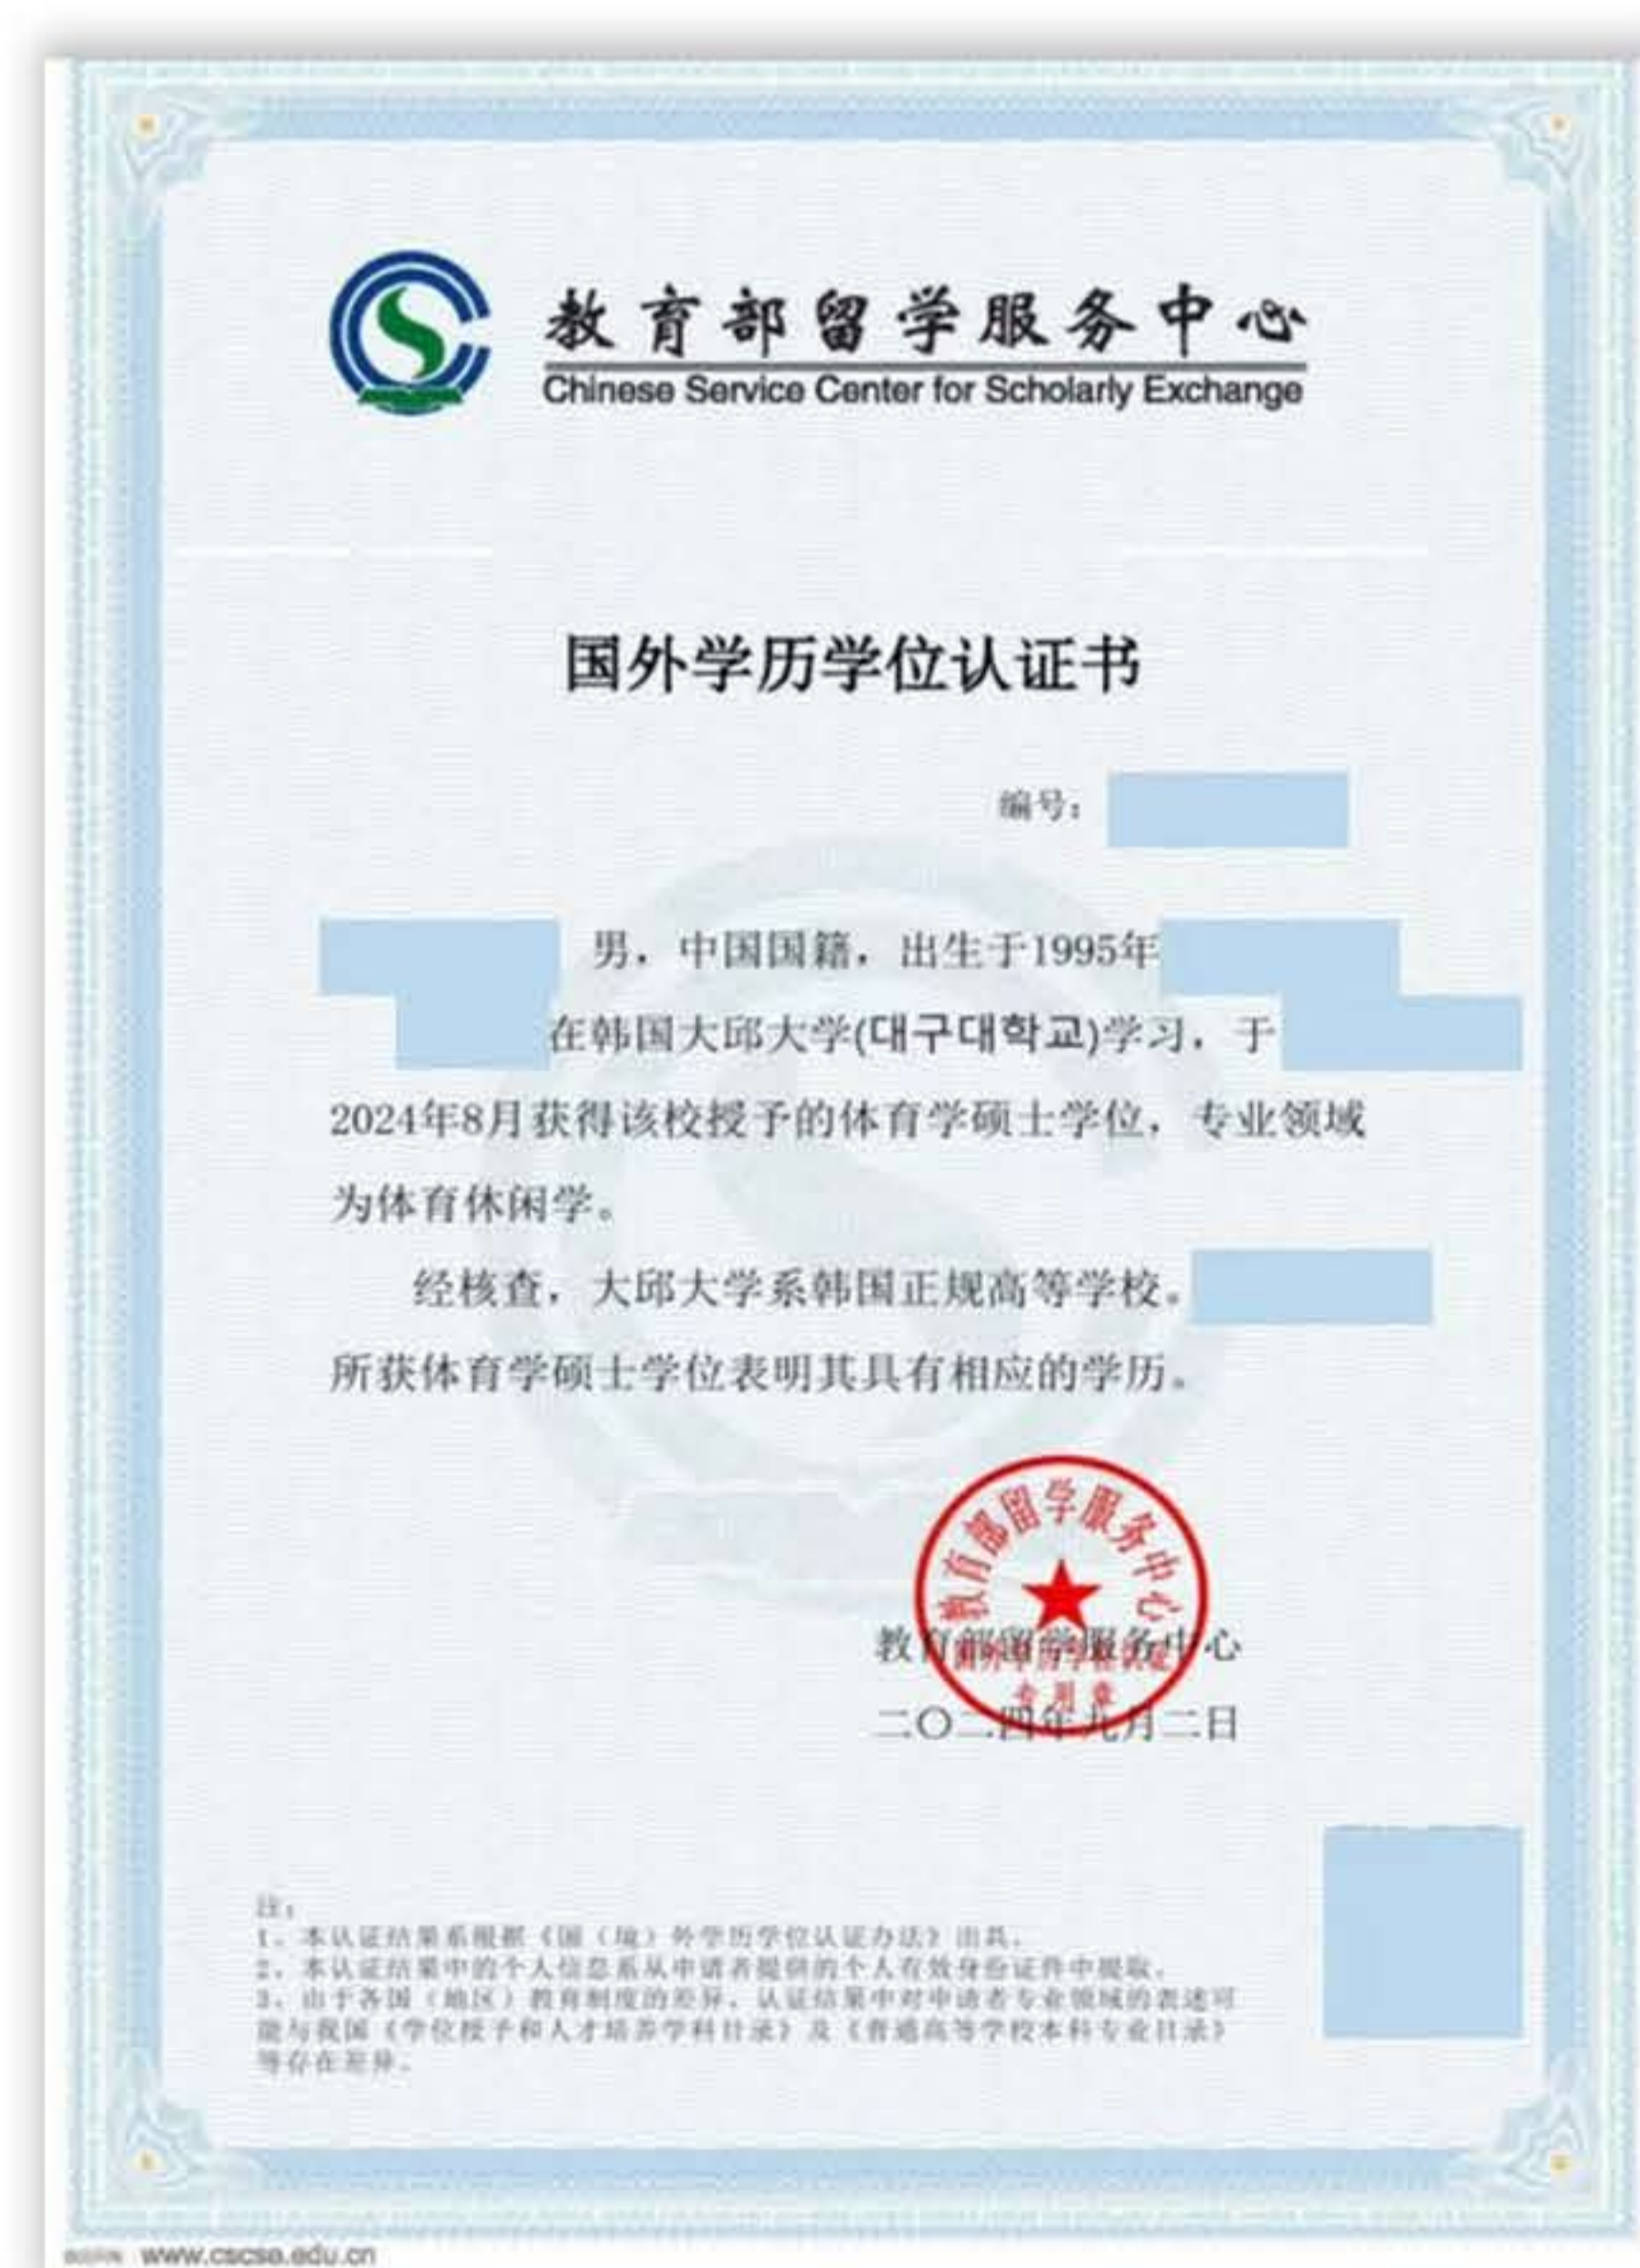 教育部留学服务中心
Chinese Service Center for Scholarly Exchange
国外学历学位认证书
编号：
男，中国国籍，出生于1995年
在韩国大邱大学(대구대학교)学习，于
2024年8月获得该校授予的体育学硕士学位，专业领域
为体育休闲学。
经核查，大邱大学系韩国正规高等学校。
所获体育学硕士学位表明其具有相应的学历。
教育部留学服务中心
专用章
教育部留学服务中心
二〇二四年九月二日
注：
1、本认证结果系根据《国（境）外学历学位认证办法》出具。
2、本认证结果中的个人信息系从申请者提供的个人有效身份证件中提取。
3、由于各国（地区）教育制度的差异，认证结果中对申请者专业领域的表述可
能与我国《学位授予和人才培养学科目录》及《普通高等学校本科专业目录》
等存在差异。
www.cscse.edu.cn